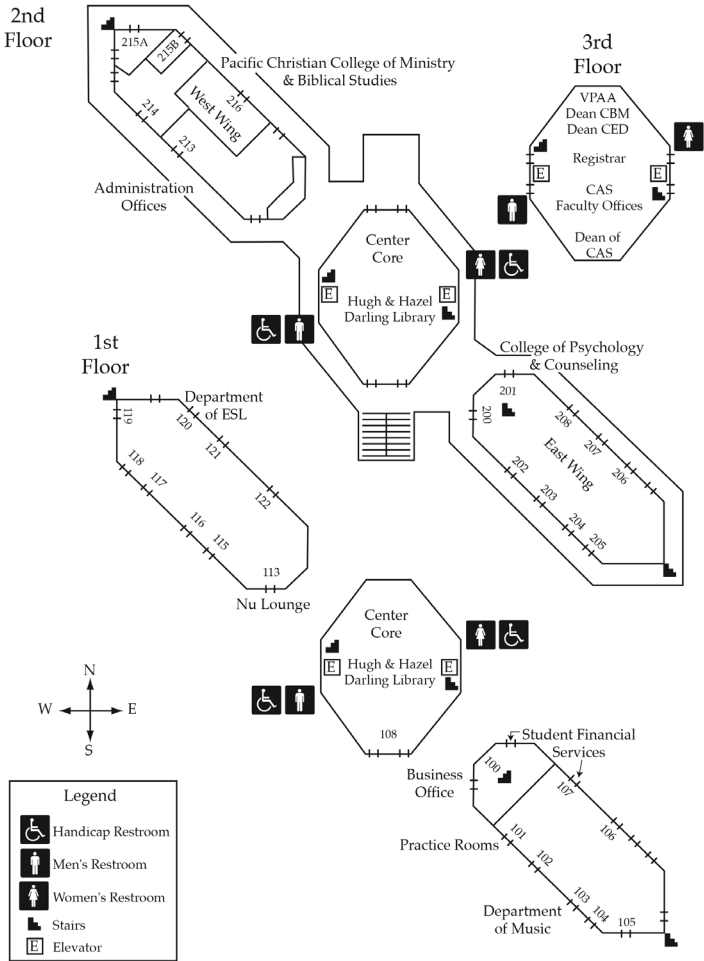 2nd
Floor
215A
215B
Pacific Christian College of Ministry
& Biblical Studies
West Wing
216
214
213
Administration
Offices
3rd
Floor
VPAA
Dean CBM
Dean CED
Registrar
E
E
CAS
Faculty Offices
Dean of
CAS
Center
Core
E
E
Hugh & Hazel
Darling Library
College of Psychology
& Counseling
201
200
208
207
206
East Wing
202
203
204
205
1st
Floor
Department
of ESL
119
120
121
122
118
117
116
115
113
Nu Lounge
Center
Core
E
E
Hugh & Hazel
Darling Library
108
Student Financial
Services
Business
Office
100
107
106
Practice Rooms
101
102
103
104
105
Department
of Music
N
W
E
S
Legend
Handicap Restroom
Men's Restroom
Women's Restroom
Stairs
E
Elevator